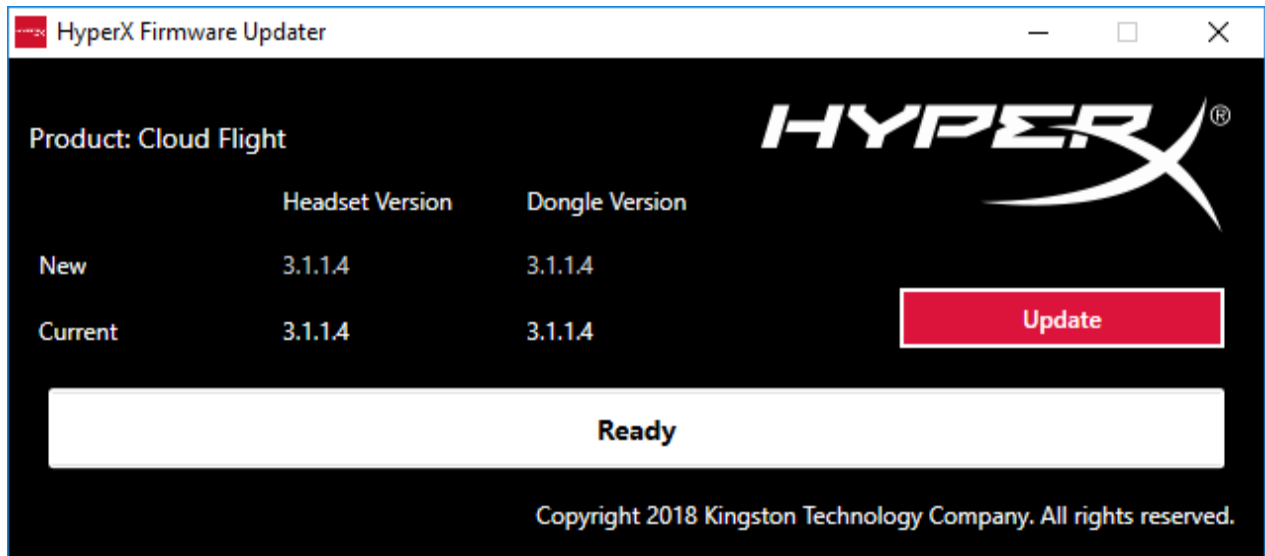 HyperX Firmware Updater
HYPERX®
Product: Cloud Flight
Headset Version Dongle Version
New 3.1.1.4 3.1.1.4
Update
Current 3.1.1.4 3.1.1.4
Ready
Copyright 2018 Kingston Technology Company. All rights reserved.